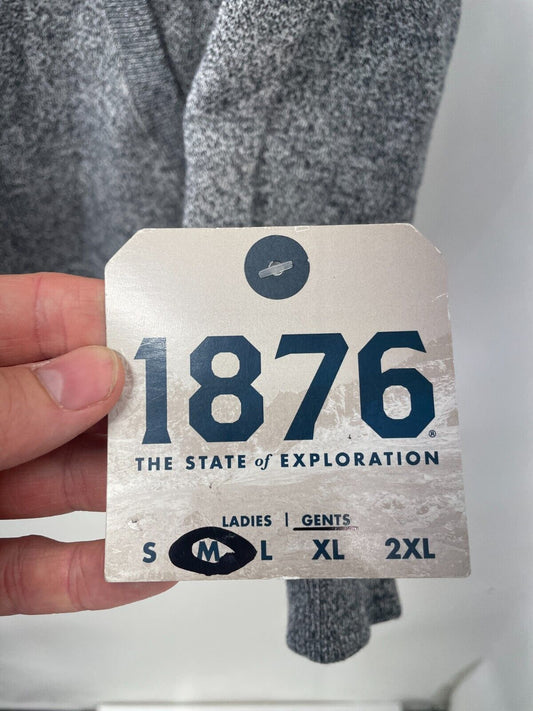 1876®
THE STATE of EXPLORATION
LADIES | GENTS
S M L XL 2XL